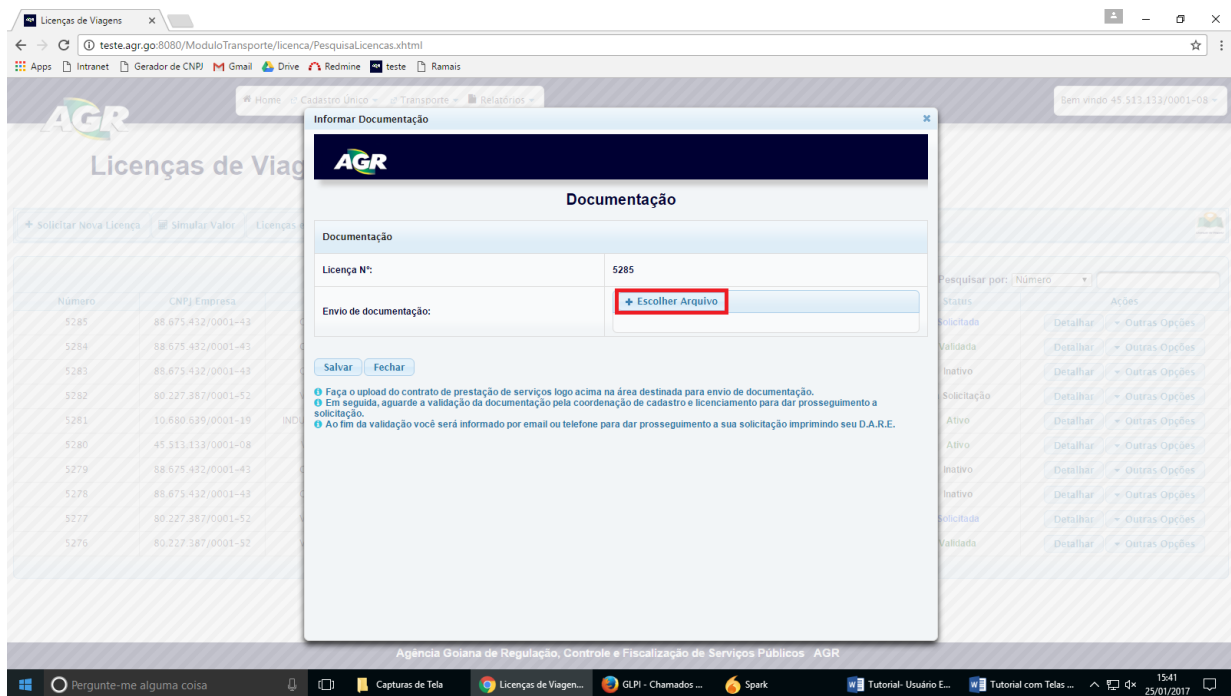 Licenças de Viagens
teste.agr.go:8080/ModuloTransporte/licenca/PesquisaLicencas.xhtml
Apps Intranet Gerador de CNPJ Gmail Drive Redmine teste Ramais
AGR
Home Cadastro Único Transporte Relatórios
Bem vindo 45.513.133/0001-08
Licenças de Viag
+ Solicitar Nova Licença Simular Valor Licenças e
Informar Documentação
AGR
Documentação
Documentação
Licença N°: 5285
Envio de documentação: + Escolher Arquivo
Salvar Fechar
Faça o upload do contrato de prestação de serviços logo acima na área destinada para envio de documentação.
Em seguida, aguarde a validação da documentação pela coordenação de cadastro e licenciamento para dar prosseguimento a
solicitação.
Ao fim da validação você será informado por email ou telefone para dar prosseguimento a sua solicitação imprimindo seu D.A.R.E.
Pesquisar por: Número
Número CNPJ Empresa Status Ações
5285 88.675.432/0001-43 Solicitada Detalhar Outras Opções
5284 88.675.432/0001-43 Validada Detalhar Outras Opções
5283 88.675.432/0001-43 Inativo Detalhar Outras Opções
5282 80.227.387/0001-52 Solicitação Detalhar Outras Opções
5281 10.680.639/0001-19 INDU Ativo Detalhar Outras Opções
5280 45.513.133/0001-08 Ativo Detalhar Outras Opções
5279 88.675.432/0001-43 Inativo Detalhar Outras Opções
5278 88.675.432/0001-43 Inativo Detalhar Outras Opções
5277 80.227.387/0001-52 Solicitada Detalhar Outras Opções
5276 80.227.387/0001-52 Validada Detalhar Outras Opções
Agência Goiana de Regulação, Controle e Fiscalização de Serviços Públicos AGR
Pergunte-me alguma coisa Capturas de Tela Licenças de Viagen... GLPI - Chamados ... Spark Tutorial- Usuário E... Tutorial com Telas ... 15:41
25/01/2017